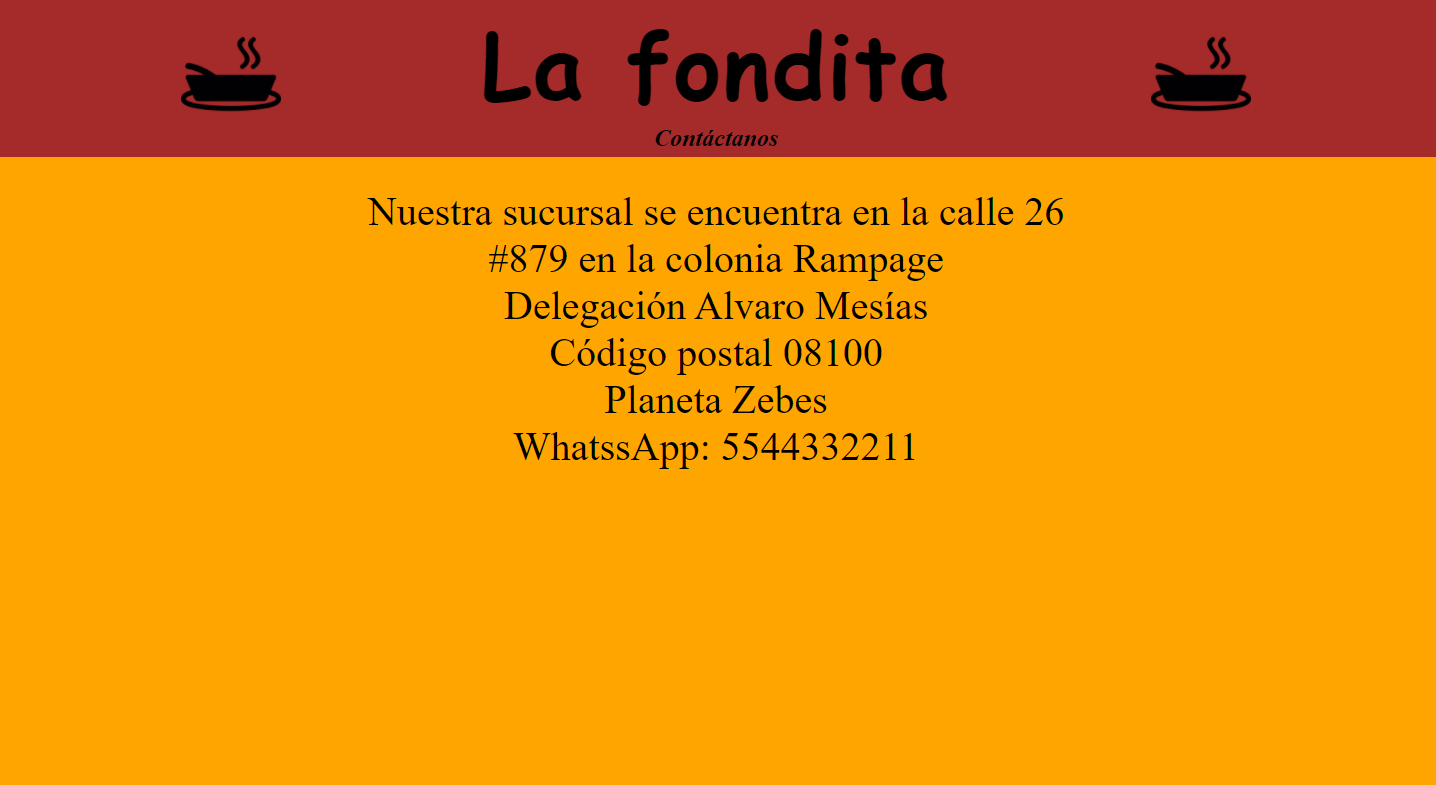 La fondita
Contáctanos
Nuestra sucursal se encuentra en la calle 26
#879 en la colonia Rampage
Delegación Alvaro Mesías
Código postal 08100
Planeta Zebes
WhatssApp: 5544332211